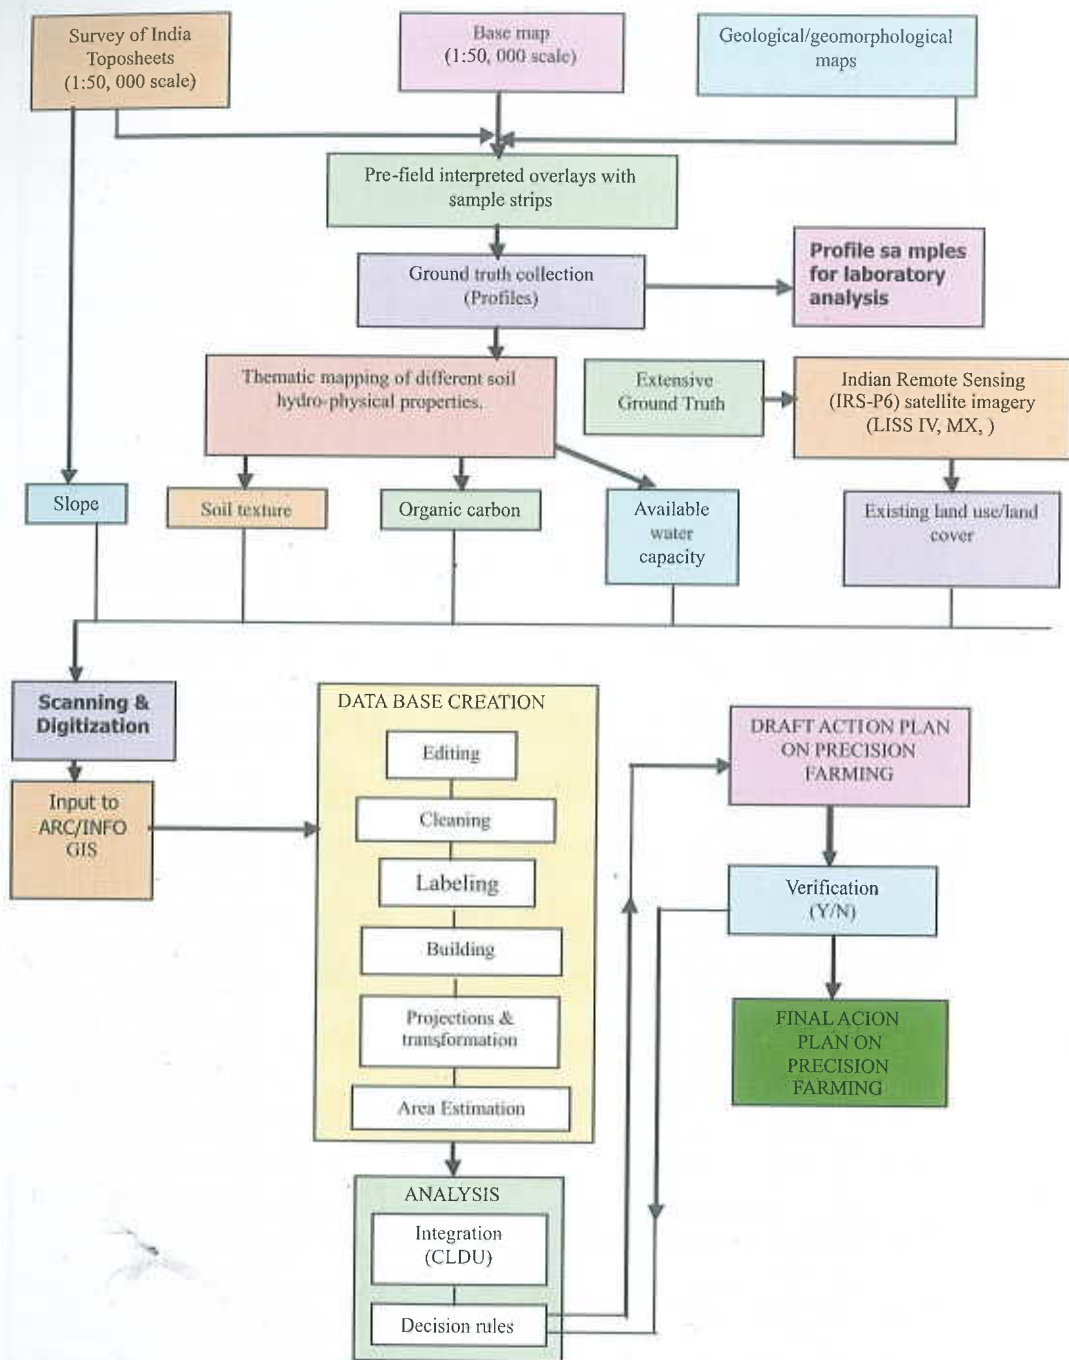 Survey of India
Toposheets
(1:50, 000 scale)
Base map
(1:50, 000 scale)
Geological/geomorphological
maps
Pre-field interpreted overlays with
sample strips
Ground truth collection
(Profiles)
Profile sa mples
for laboratory
analysis
Thematic mapping of different soil
hydro-physical properties.
Extensive
Ground Truth
Indian Remote Sensing
(IRS-P6) satellite imagery
(LISS IV, MX, )
Slope
Soil texture
Organic carbon
Available
water
capacity
Existing land use/land
cover
Scanning &
Digitization
Input to
ARC/INFO
GIS
DATA BASE CREATION
Editing
Cleaning
Labeling
Building
Projections &
transformation
Area Estimation
ANALYSIS
Integration
(CLDU)
Decision rules
DRAFT ACTION PLAN
ON PRECISION
FARMING
Verification
(Y/N)
FINAL ACION
PLAN ON
PRECISION
FARMING